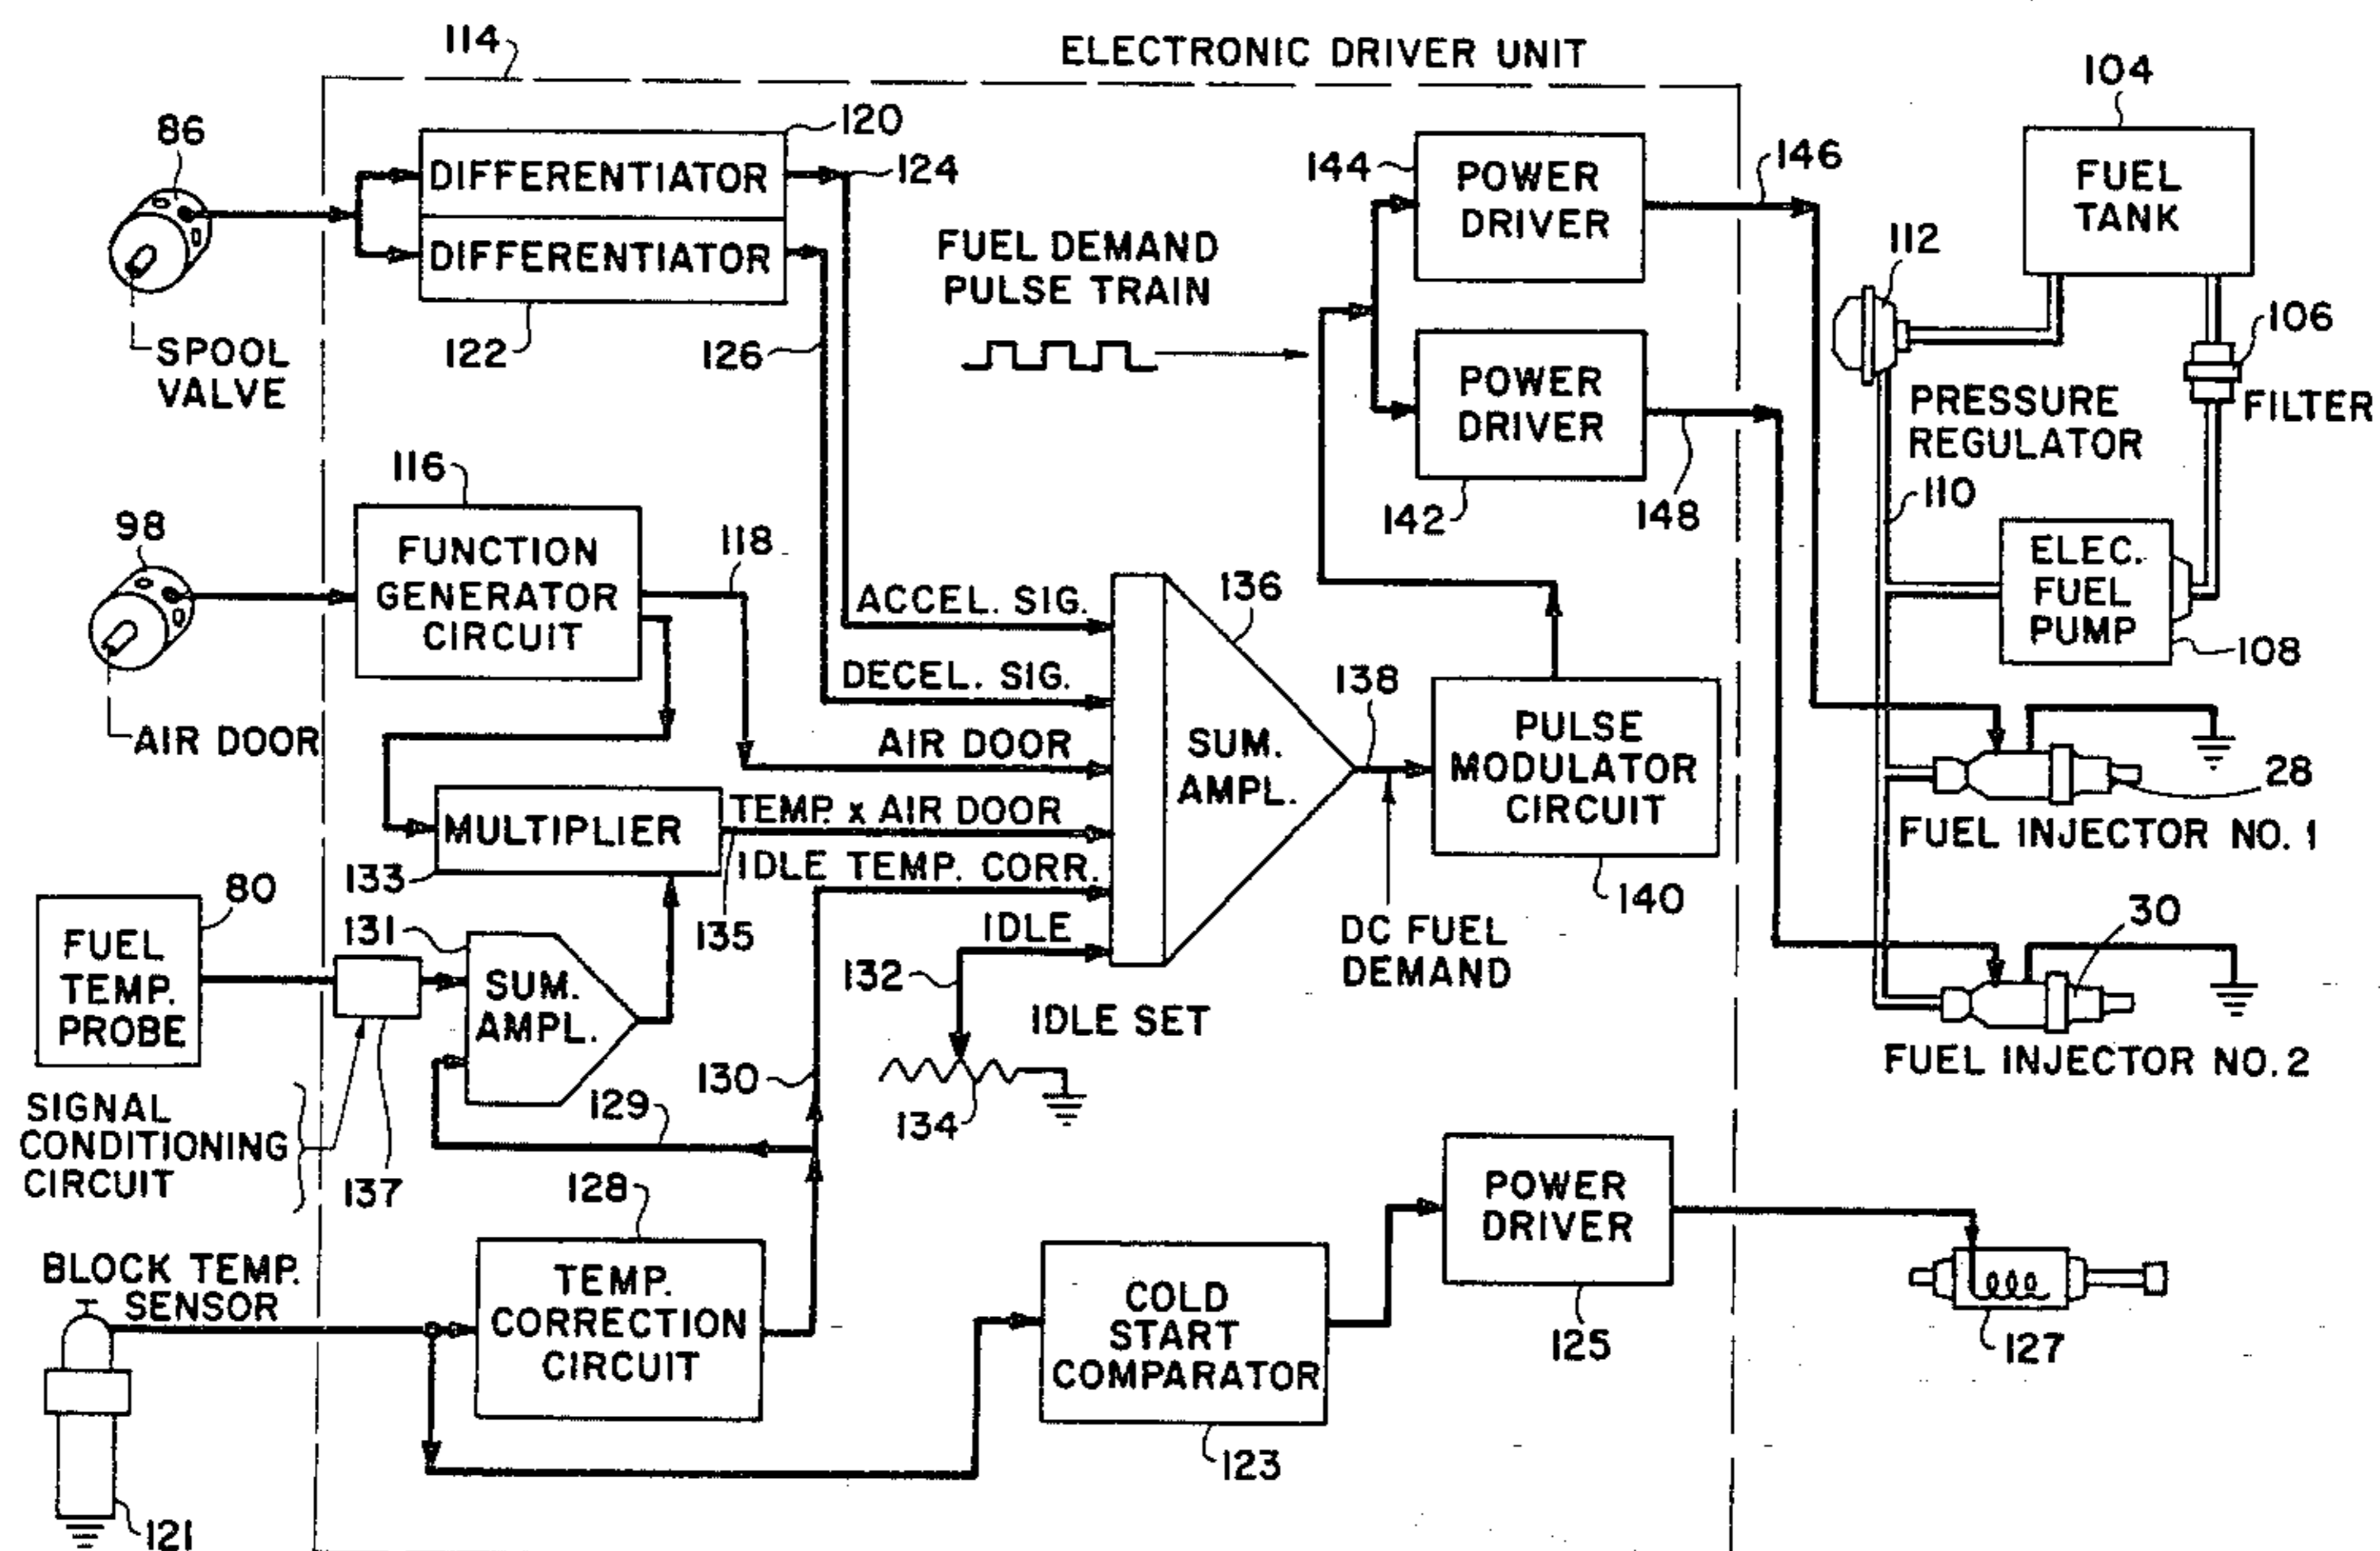 114
ELECTRONIC DRIVER UNIT
104
86
120
DIFFERENTIATOR
124
144
POWER
DRIVER
146
FUEL
TANK
DIFFERENTIATOR
FUEL DEMAND
PULSE TRAIN
112
SPOOL
VALVE
122
126
106
POWER
DRIVER
PRESSURE
REGULATOR
FILTER
116
142
148
110
98
FUNCTION
GENERATOR
CIRCUIT
118
ELEC.
FUEL
PUMP
108
ACCEL. SIG.
136
DECEL. SIG.
138
AIR DOOR
AIR DOOR
SUM.
AMPL.
PULSE
MODULATOR
CIRCUIT
28
MULTIPLIER
TEMP. x AIR DOOR
FUEL INJECTOR NO. 1
133
IDLE TEMP. CORR.
80
140
135
131
IDLE
DC FUEL
DEMAND
30
FUEL
TEMP.
PROBE
SUM.
AMPL.
132
IDLE SET
FUEL INJECTOR NO. 2
130
SIGNAL
CONDITIONING
CIRCUIT
137
129
134
128
POWER
DRIVER
BLOCK TEMP.
SENSOR
TEMP.
CORRECTION
CIRCUIT
COLD
START
COMPARATOR
125
127
123
121